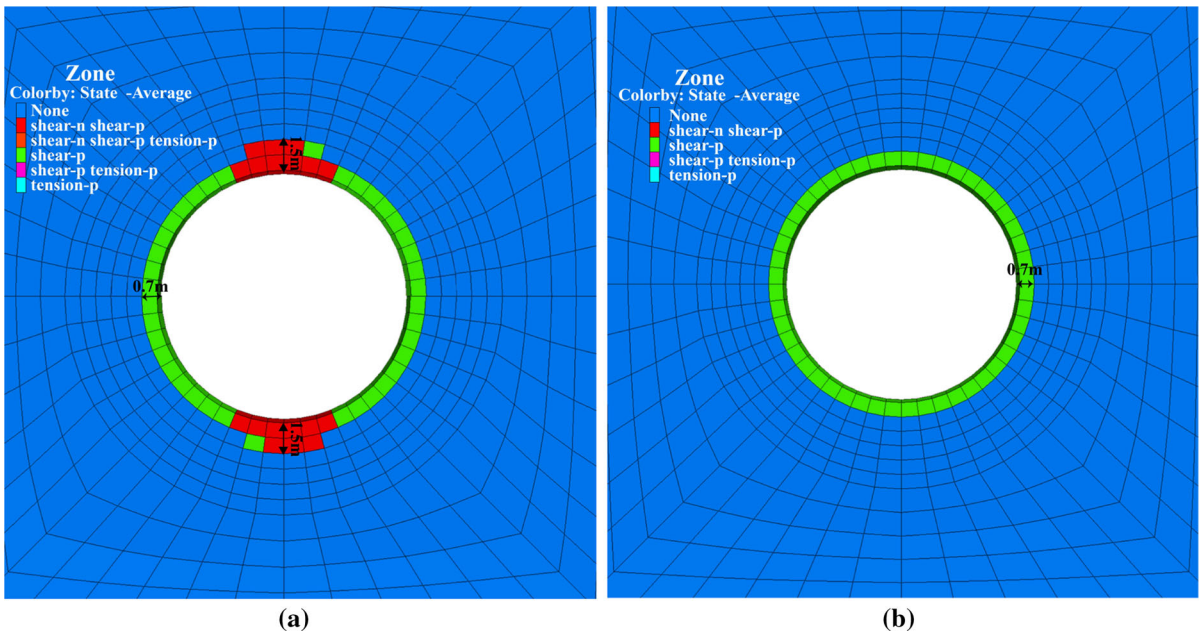 Zone
Colorby: State -Average
None
shear-n shear-p
shear-n shear-p tension-p
shear-p
shear-p tension-p
tension-p
1.5m
0.7m
1.5m
(a)
Zone
Colorby: State -Average
None
shear-n shear-p
shear-p
shear-p tension-p
tension-p
0.7m
(b)